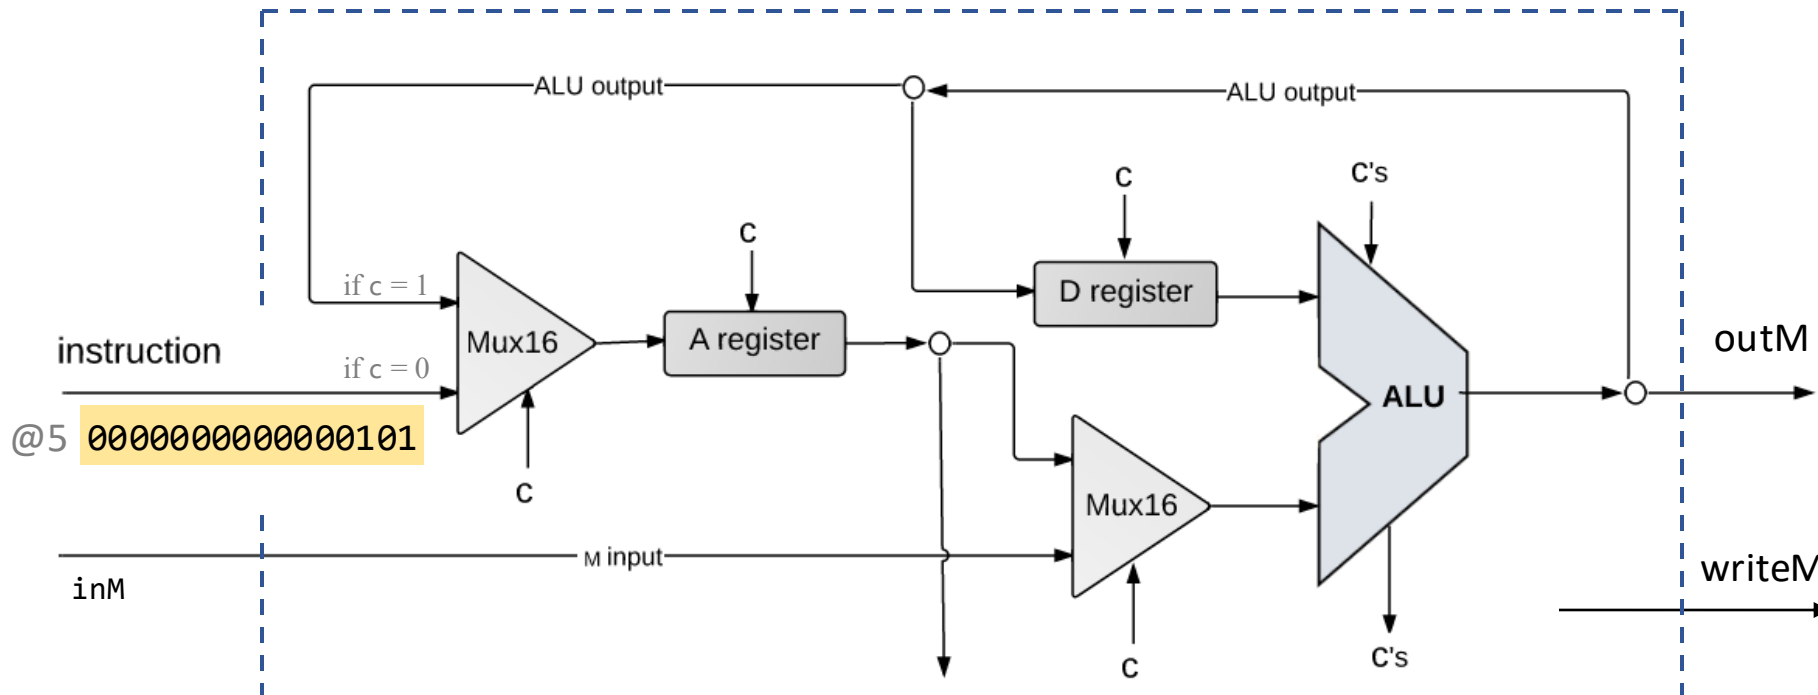 ALU output
ALU output
c
c's
c
if c = 1
D register
instruction
Mux16
A register
outM
if c = 0
ALU
@5 0000000000000101
c
Mux16
M input
writeM
inM
c
c's